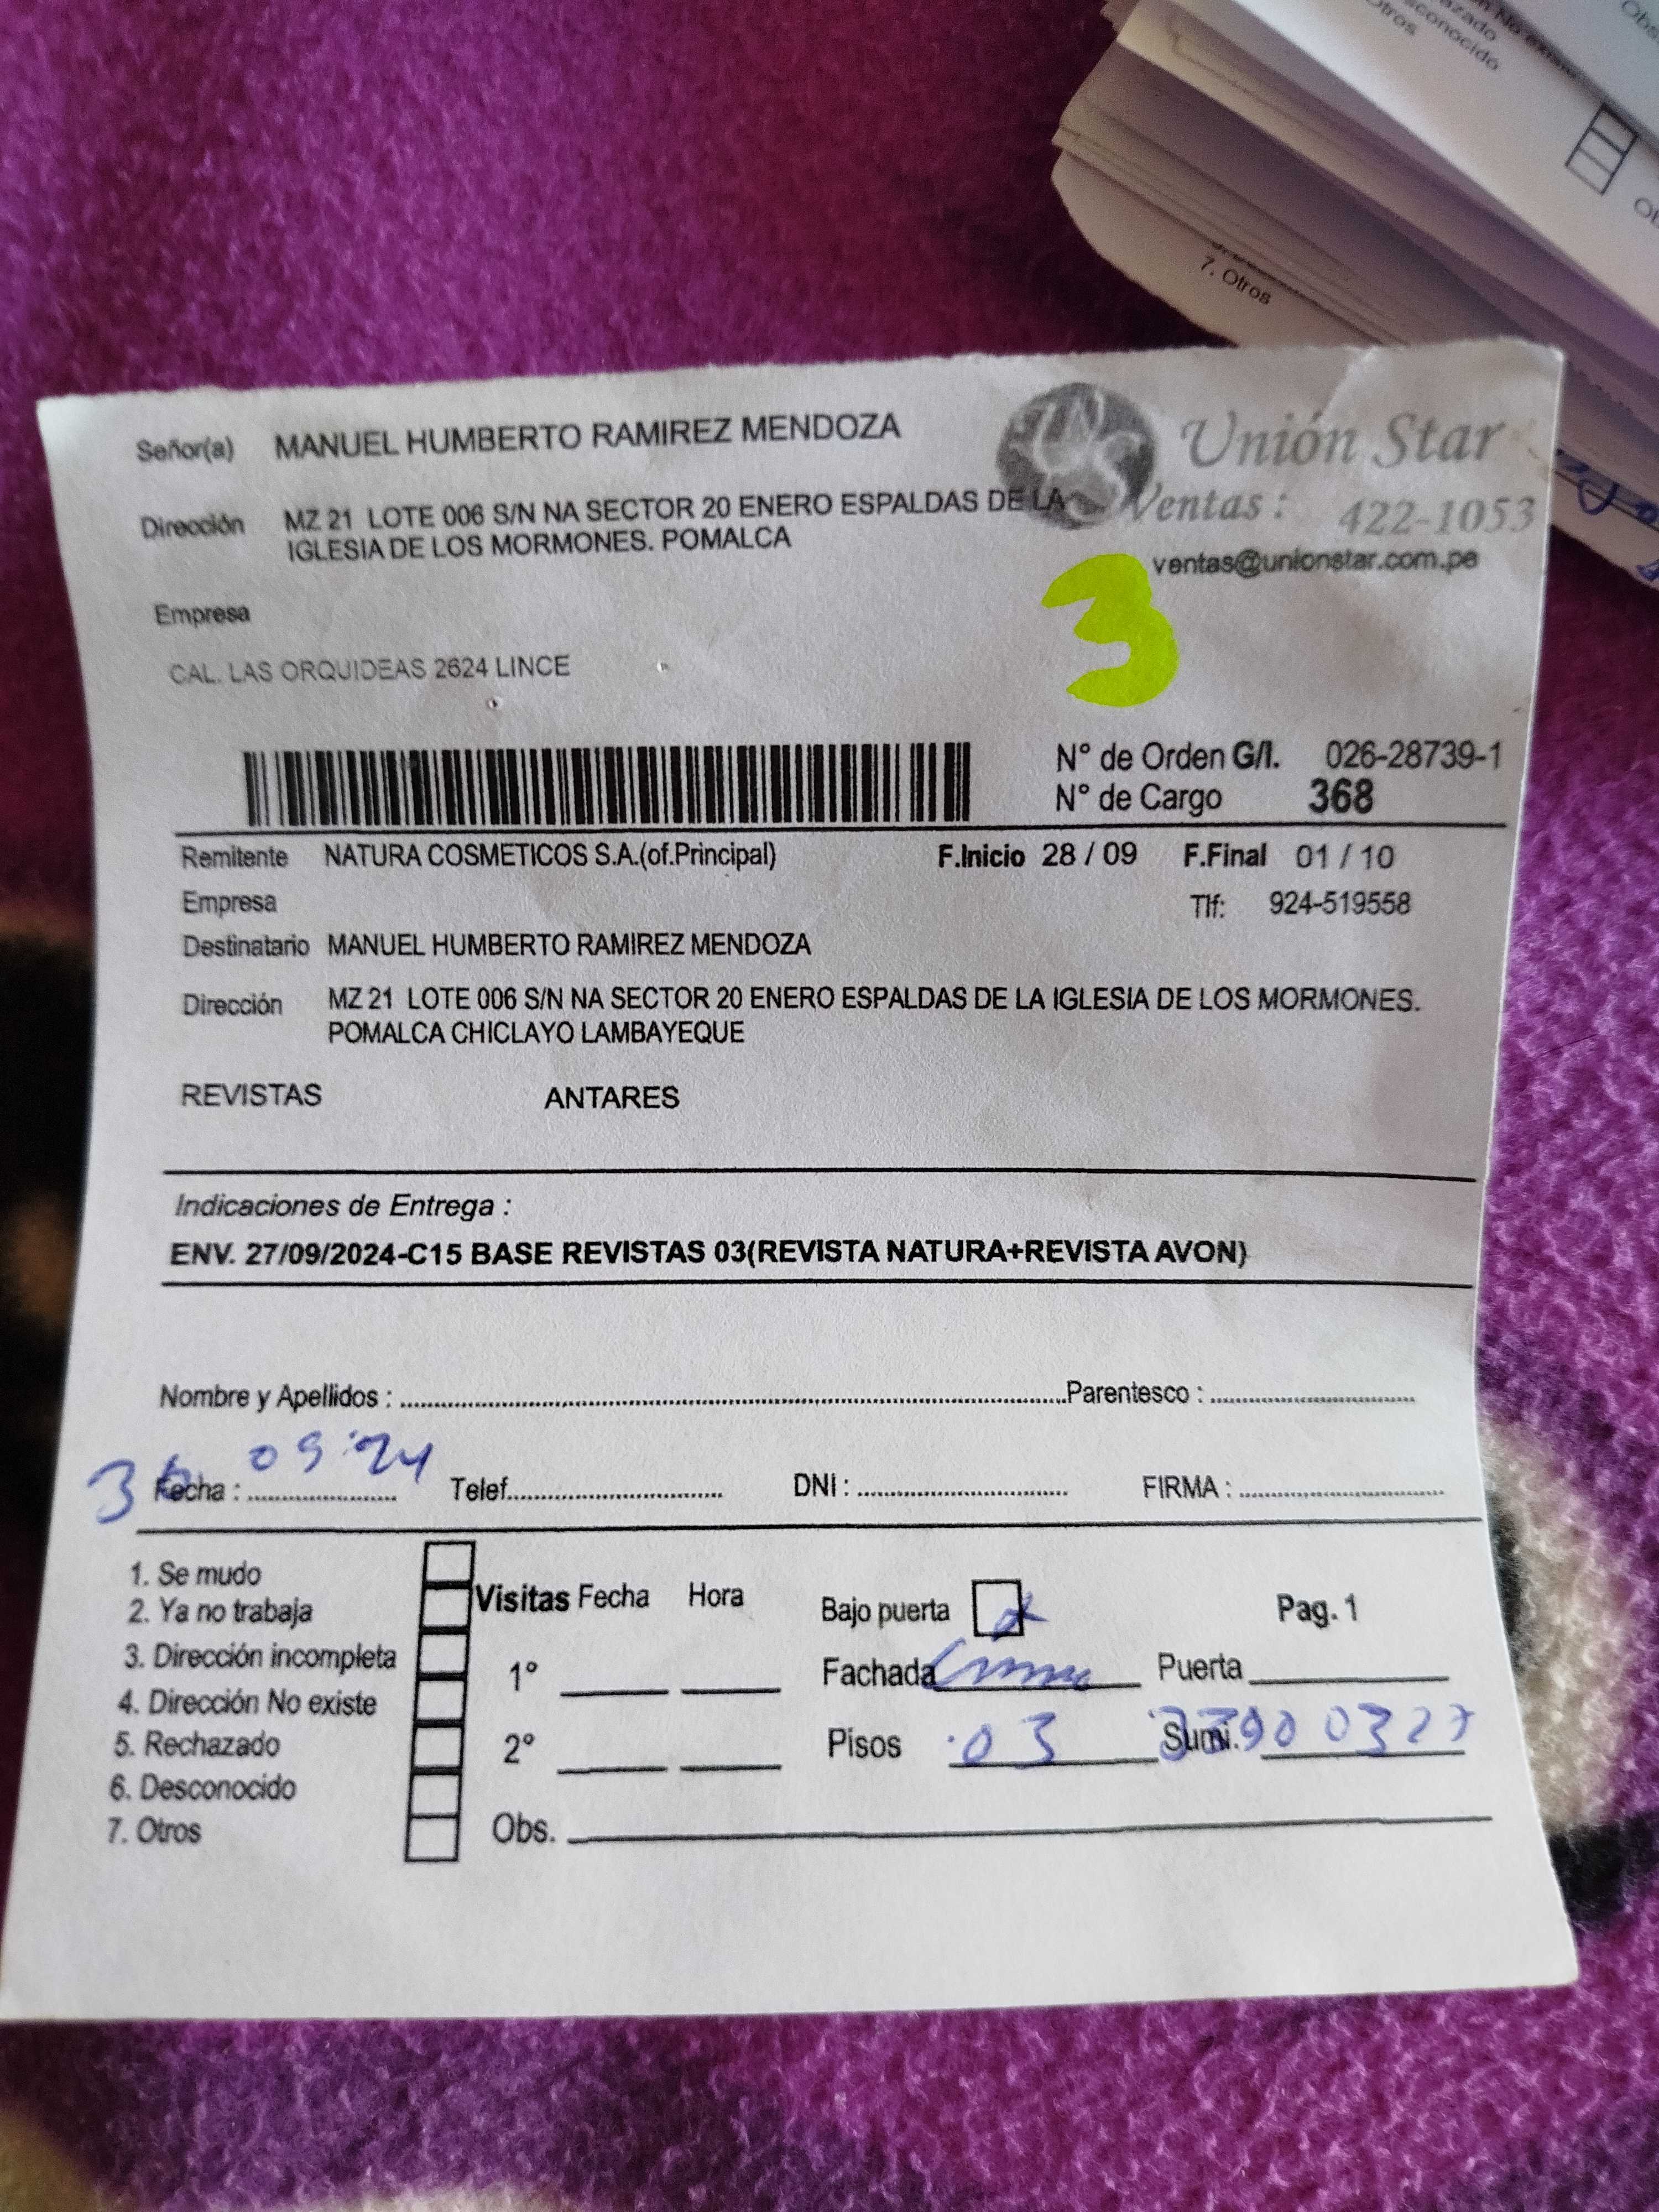 Señor(a) MANUEL HUMBERTO RAMIREZ MENDOZA
Unión Star
Dirección MZ 21 LOTE 006 S/N NA SECTOR 20 ENERO ESPALDAS DE LA
IGLESIA DE LOS MORMONES. POMALCA
Ventas : 422-1053
ventas@unionstar.com.pe
3
Empresa
CAL. LAS ORQUIDEAS 2624 LINCE
N° de Orden G/I. 026-28739-1
N° de Cargo 368
Remitente NATURA COSMETICOS S.A.(of.Principal) F.Inicio 28 / 09 F.Final 01 / 10
Empresa Tlf: 924-519558
Destinatario MANUEL HUMBERTO RAMIREZ MENDOZA
Dirección MZ 21 LOTE 006 S/N NA SECTOR 20 ENERO ESPALDAS DE LA IGLESIA DE LOS MORMONES.
POMALCA CHICLAYO LAMBAYEQUE
REVISTAS ANTARES
Indicaciones de Entrega :
ENV. 27/09/2024-C15 BASE REVISTAS 03(REVISTA NATURA+REVISTA AVON)
Nombre y Apellidos : Parentesco :
30 09 24
Fecha : Telef. DNI : FIRMA :
1. Se mudo
2. Ya no trabaja
3. Dirección incompleta
4. Dirección No existe
5. Rechazado
6. Desconocido
7. Otros
Visitas Fecha Hora
1°
2°
Obs.
Bajo puerta Pag. 1
Fachada Puerta
Pisos 03 Sumi.
7. Otros